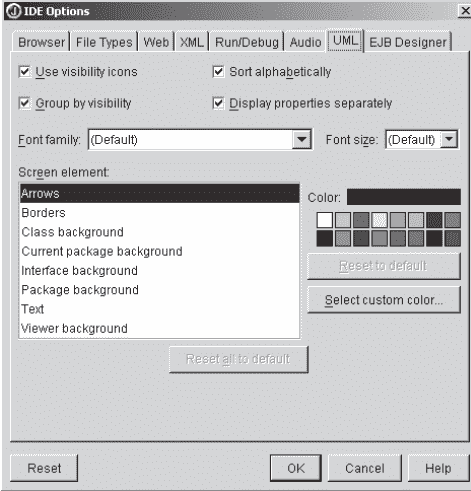 IDE Options
Browser File Types Web XML Run/Debug Audio UML EJB Designer
Use visibility icons Sort alphabetically
Group by visibility Display properties separately
Font family: (Default) Font size: (Default)
Screen element:
Arrows
Borders
Class background
Current package background
Interface background
Package background
Text
Viewer background
Color:
Reset to default
Select custom color...
Reset all to default
Reset OK Cancel Help